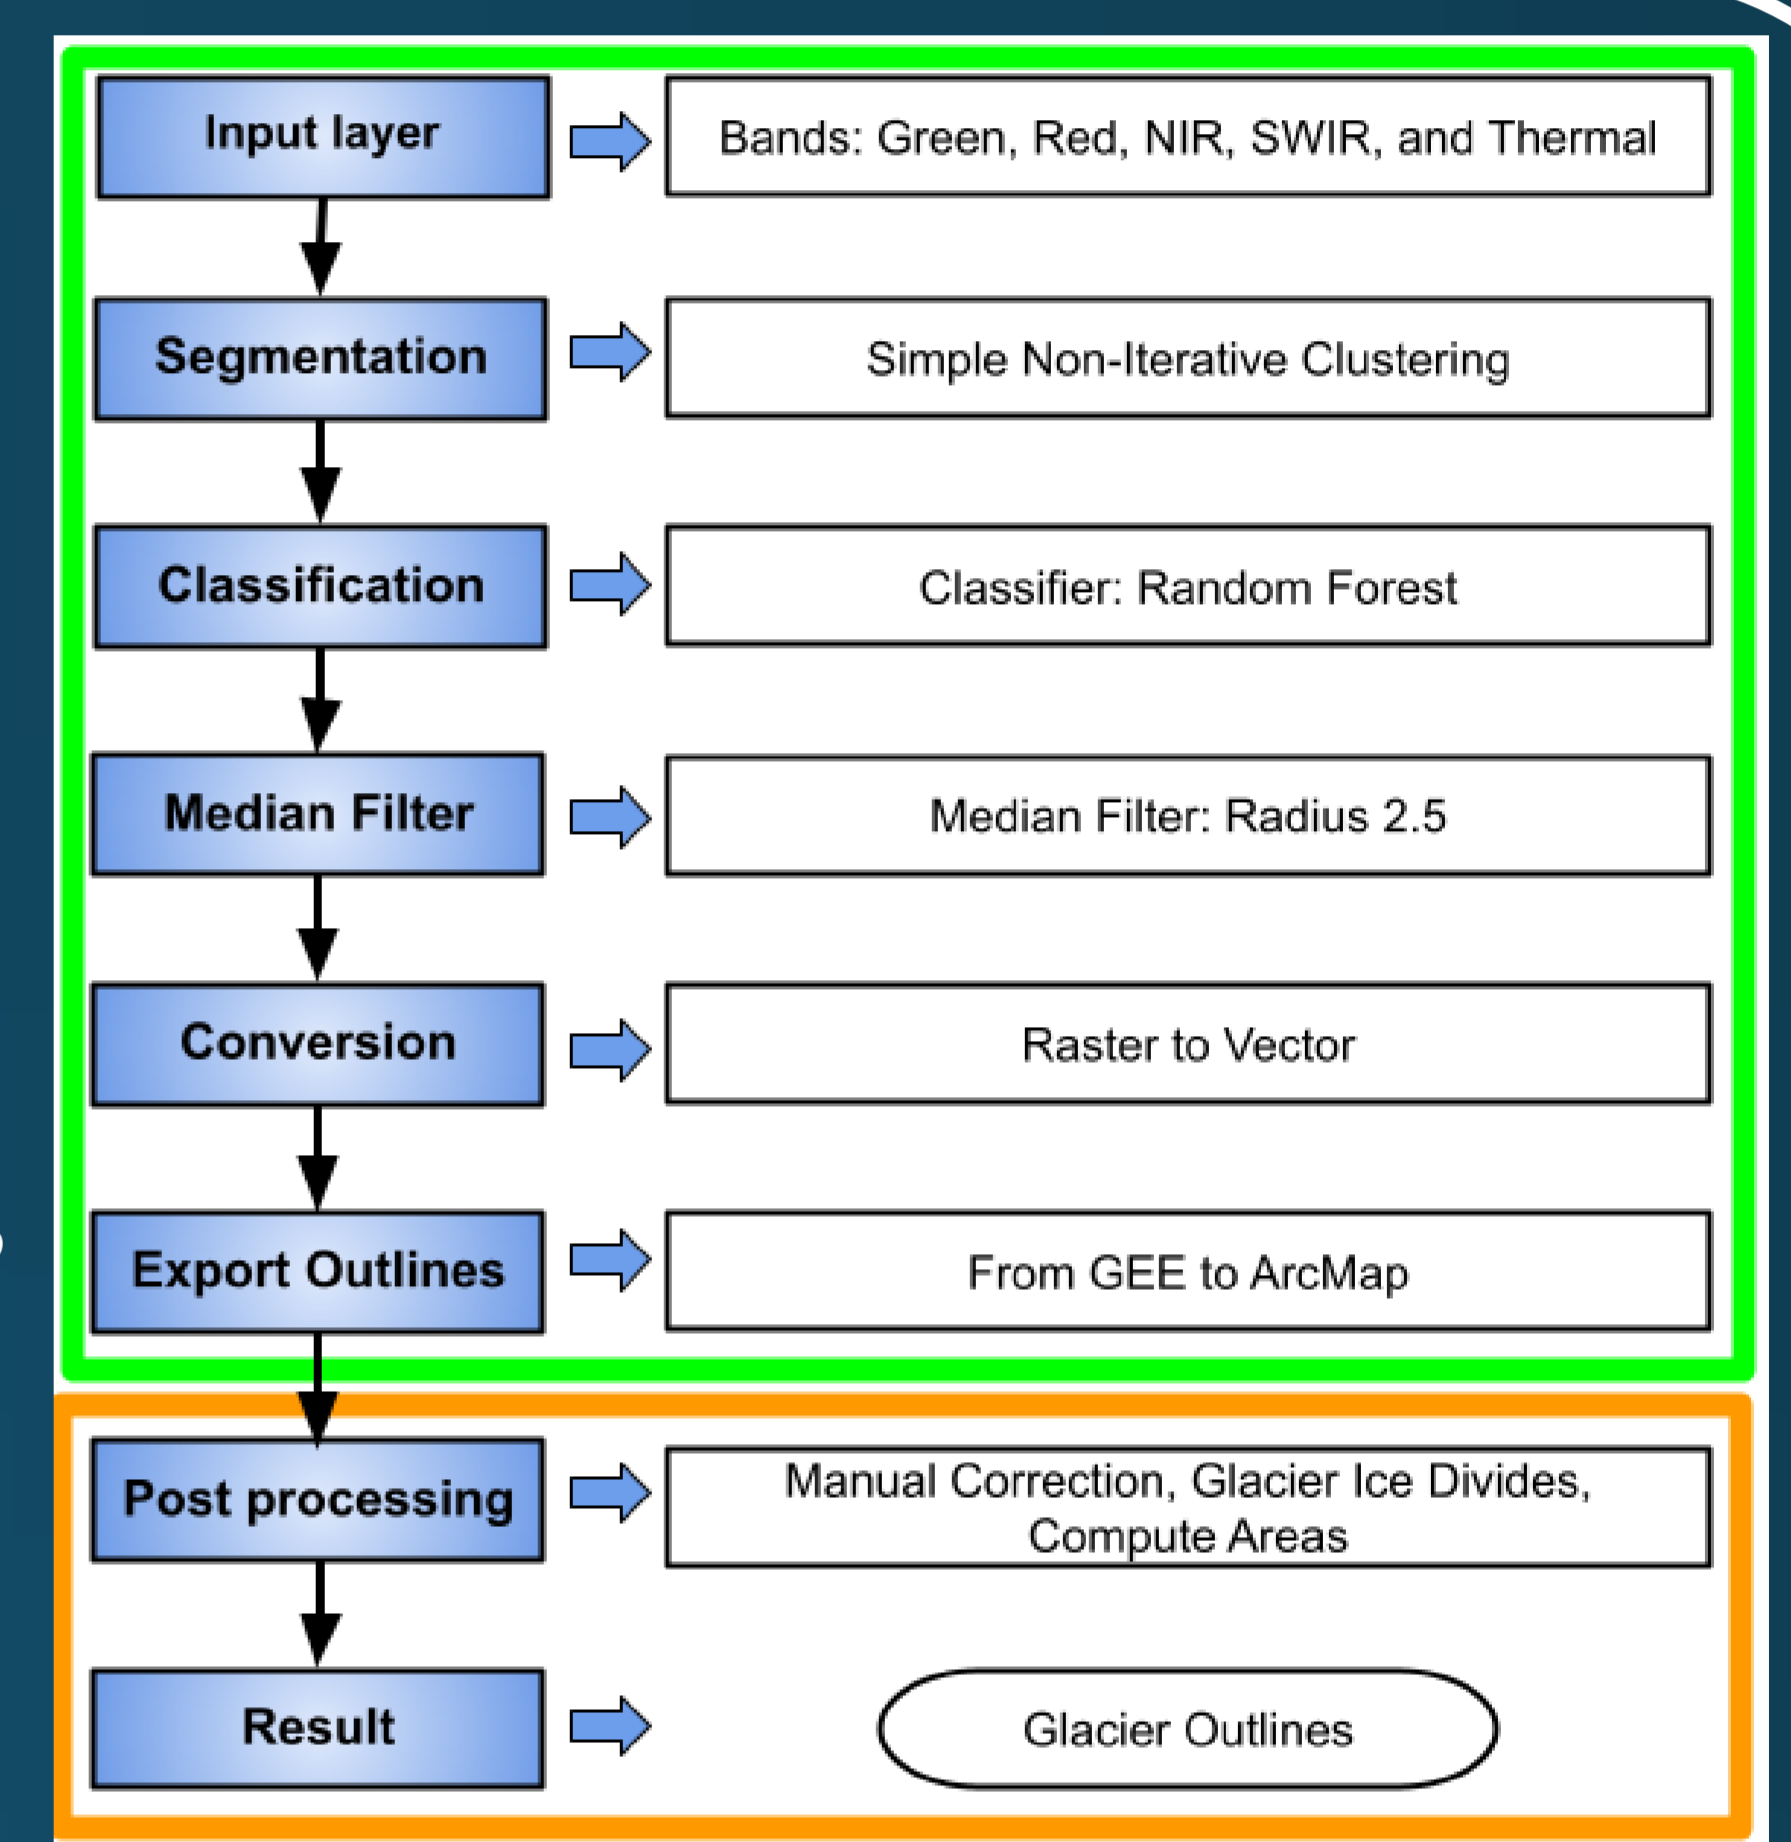 Input layer
Bands: Green, Red, NIR, SWIR, and Thermal
Segmentation
Simple Non-Iterative Clustering
Classification
Classifier: Random Forest
Median Filter
Median Filter: Radius 2.5
Conversion
Raster to Vector
Export Outlines
From GEE to ArcMap
Post processing
Manual Correction, Glacier Ice Divides,
Compute Areas
Result
Glacier Outlines